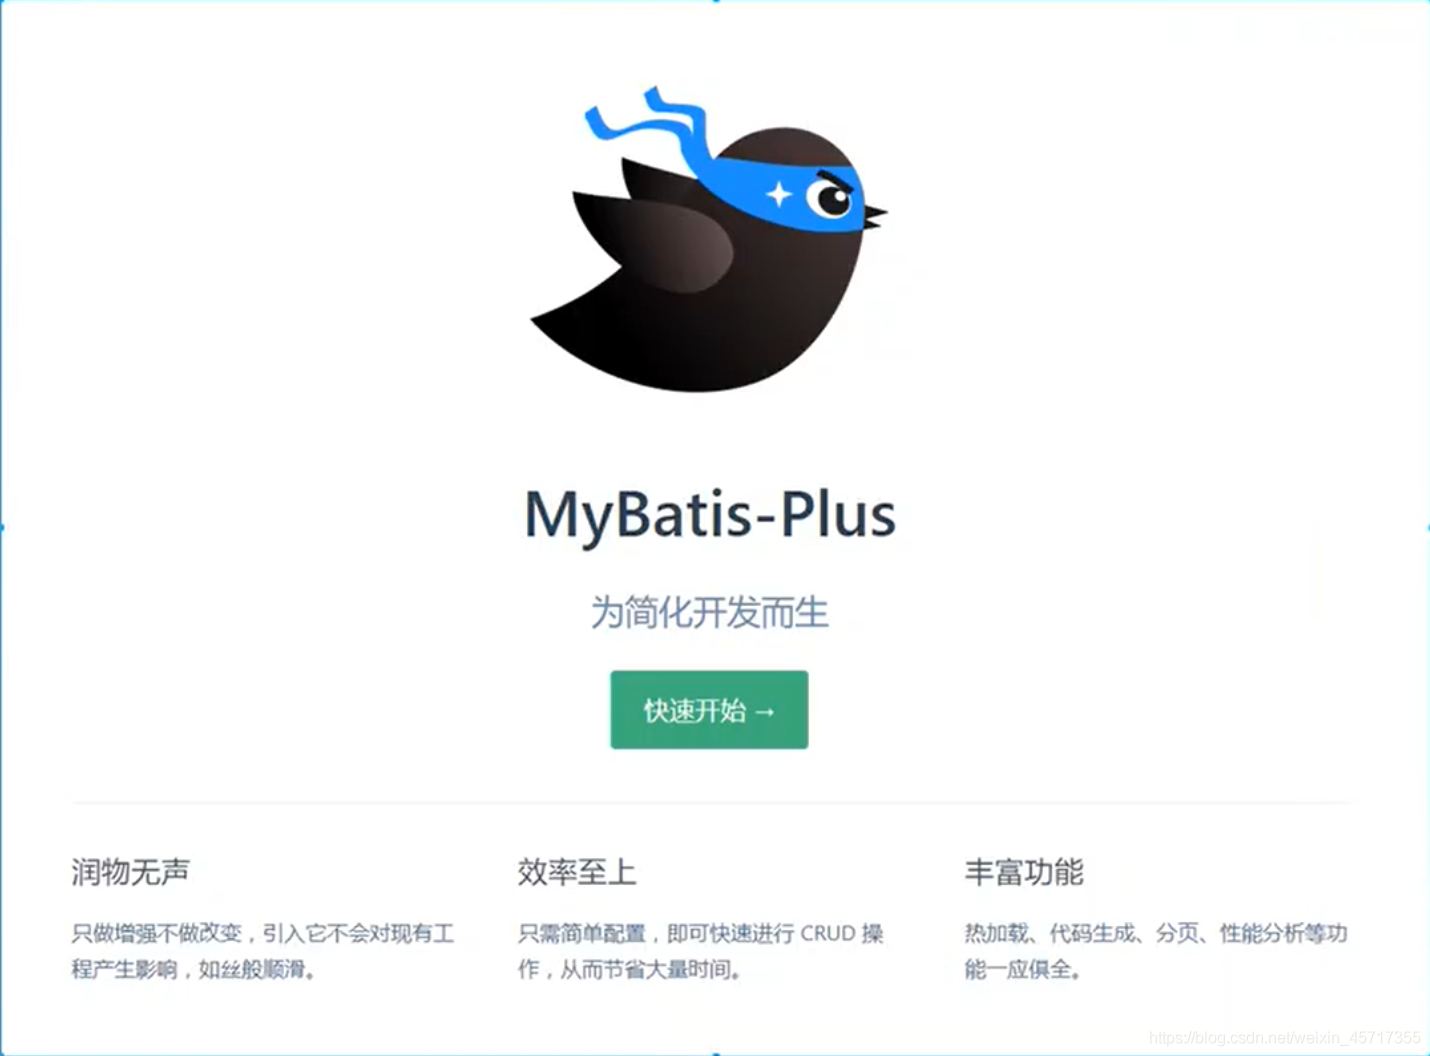 MyBatis-Plus
为简化开发而生
快速开始 →
润物无声
只做增强不做改变，引入它不会对现有工
程产生影响，如丝般顺滑。
效率至上
只需简单配置，即可快速进行 CRUD 操
作，从而节省大量时间。
丰富功能
热加载、代码生成、分页、性能分析等功
能一应俱全。
https://blog.csdn.net/weixin_45717355